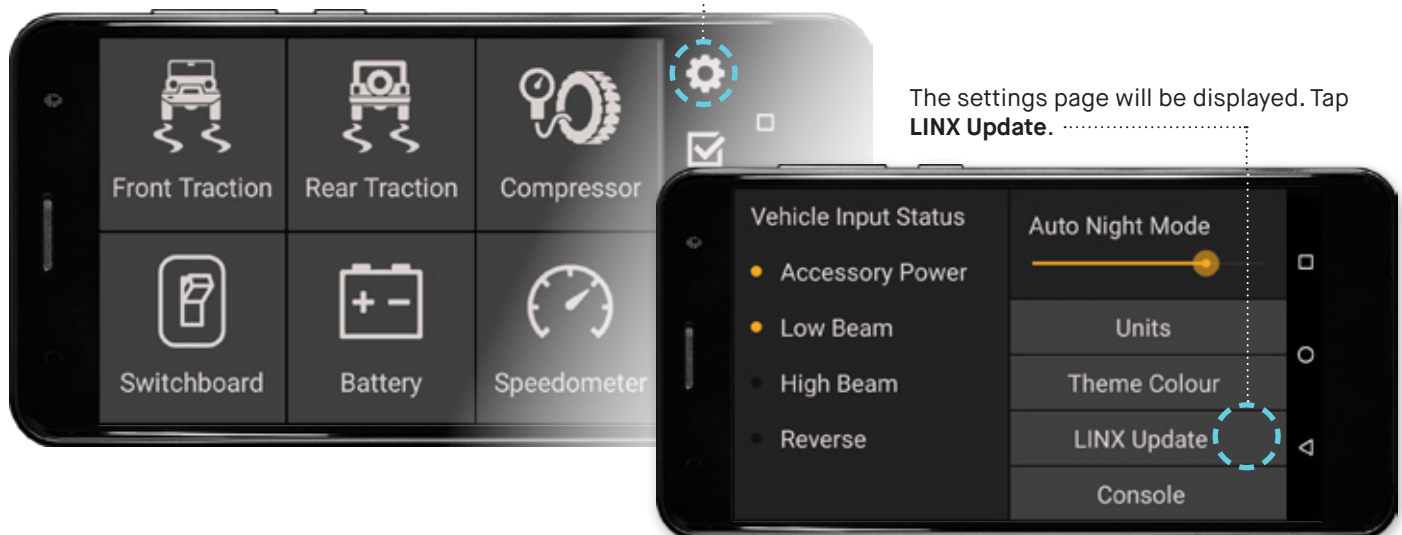 Front Traction
Rear Traction
Compressor
Switchboard
Battery
Speedometer
The settings page will be displayed. Tap
LINX Update.
Vehicle Input Status
Accessory Power
Low Beam
High Beam
Reverse
Auto Night Mode
Units
Theme Colour
LINX Update
Console